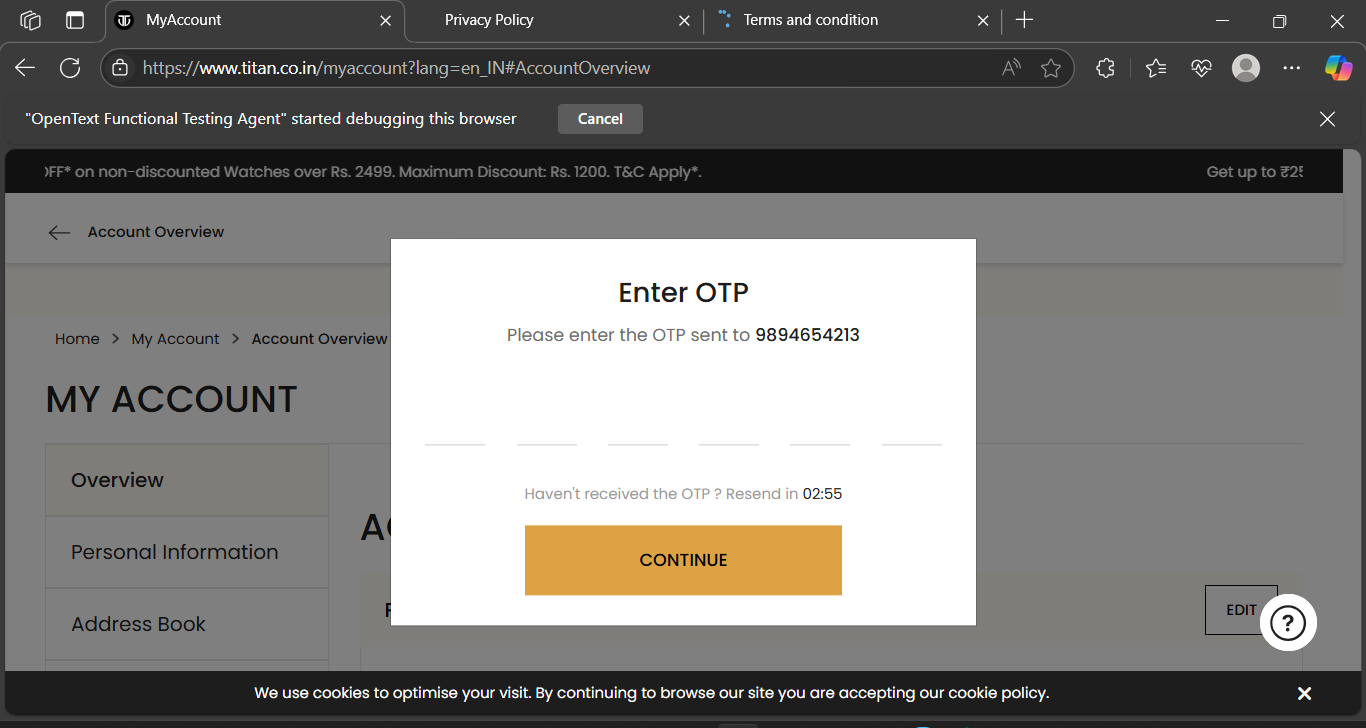 MyAccount
Privacy Policy
Terms and condition
https://www.titan.co.in/myaccount?lang=en_IN#AccountOverview
"OpenText Functional Testing Agent" started debugging this browser
Cancel
OFF* on non-discounted Watches over Rs. 2499. Maximum Discount: Rs. 1200. T&C Apply*.
Get up to
Account Overview
Enter OTP
Please enter the OTP sent to 9894654213
Home > My Account > Account Overview
MY ACCOUNT
Overview
Haven't received the OTP ? Resend in 02:55
Personal Information
CONTINUE
EDIT
?
Address Book
We use cookies to optimise your visit. By continuing to browse our site you are accepting our cookie policy.